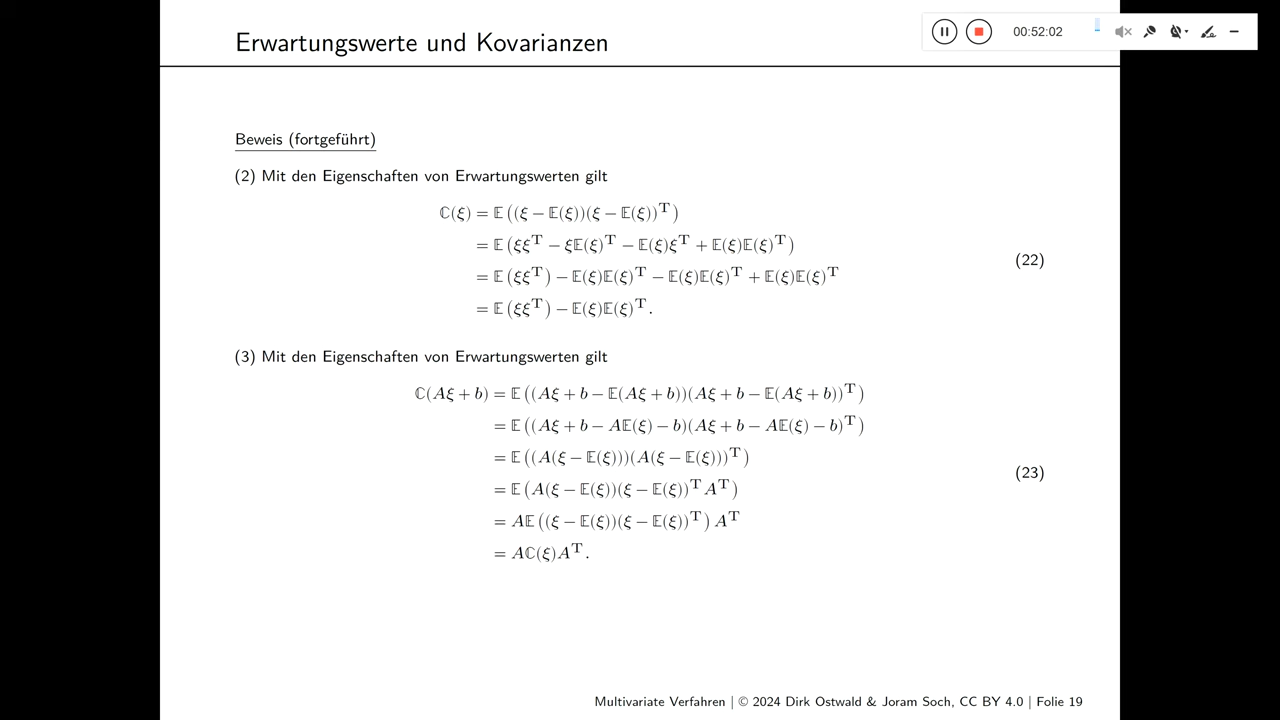 Erwartungswerte und Kovarianzen
00:52:02
Beweis (fortgeführt)
(2) Mit den Eigenschaften von Erwartungswerten gilt
ℂ(ξ) = 𝔼 ((ξ − 𝔼(ξ))(ξ − 𝔼(ξ))ᵀ)
= 𝔼 (ξξᵀ − ξ𝔼(ξ)ᵀ − 𝔼(ξ)ξᵀ + 𝔼(ξ)𝔼(ξ)ᵀ)
= 𝔼 (ξξᵀ) − 𝔼(ξ)𝔼(ξ)ᵀ − 𝔼(ξ)𝔼(ξ)ᵀ + 𝔼(ξ)𝔼(ξ)ᵀ
= 𝔼 (ξξᵀ) − 𝔼(ξ)𝔼(ξ)ᵀ.
(22)
(3) Mit den Eigenschaften von Erwartungswerten gilt
ℂ(Aξ + b) = 𝔼 ((Aξ + b − 𝔼(Aξ + b))(Aξ + b − 𝔼(Aξ + b))ᵀ)
= 𝔼 ((Aξ + b − A𝔼(ξ) − b)(Aξ + b − A𝔼(ξ) − b)ᵀ)
= 𝔼 ((A(ξ − 𝔼(ξ)))(A(ξ − 𝔼(ξ)))ᵀ)
= 𝔼 (A(ξ − 𝔼(ξ))(ξ − 𝔼(ξ))ᵀAᵀ)
= A𝔼 ((ξ − 𝔼(ξ))(ξ − 𝔼(ξ))ᵀ) Aᵀ
= Aℂ(ξ)Aᵀ.
(23)
Multivariate Verfahren | © 2024 Dirk Ostwald & Joram Soch, CC BY 4.0 | Folie 19